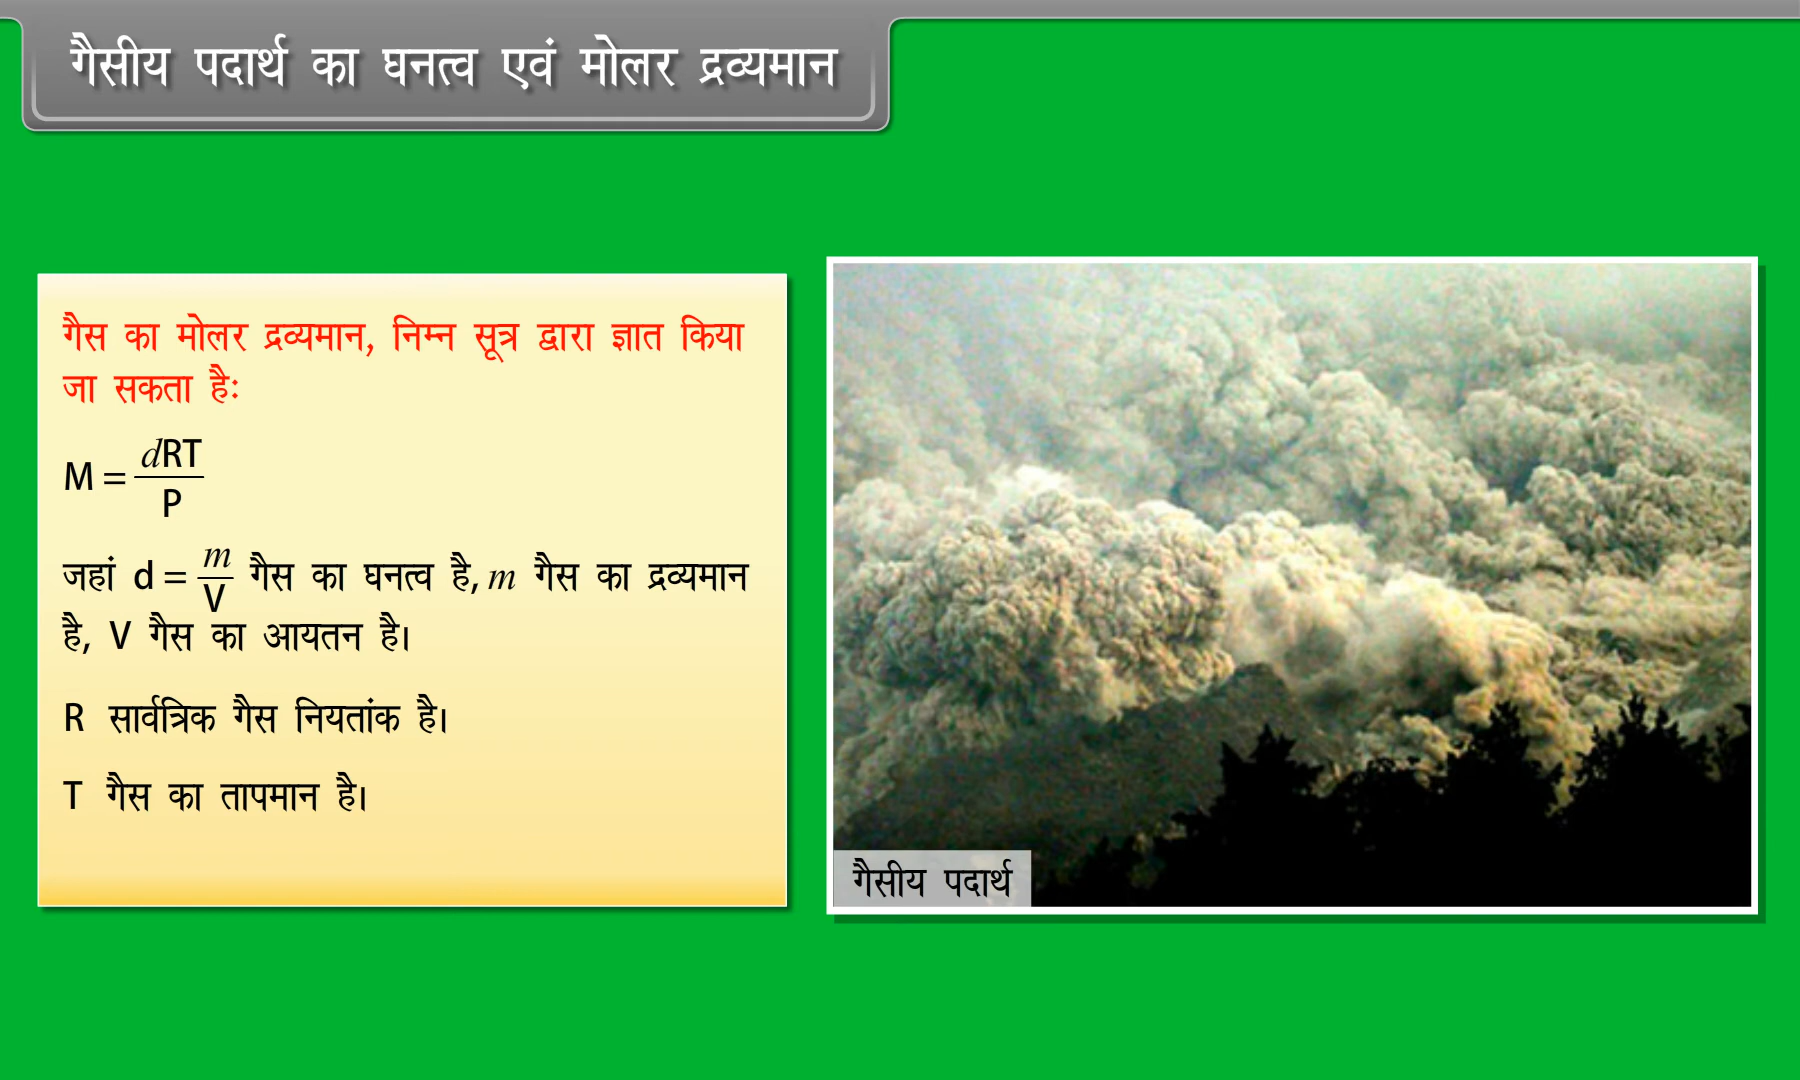 गैसीय पदार्थ का घनत्व एवं मोलर द्रव्यमान
गैस का मोलर द्रव्यमान, निम्न सूत्र द्वारा ज्ञात किया
जा सकता हैः
M = dRT/P
जहां d = m/V गैस का घनत्व है, m गैस का द्रव्यमान
है, V गैस का आयतन है।
R सार्वत्रिक गैस नियतांक है।
T गैस का तापमान है।
गैसीय पदार्थ